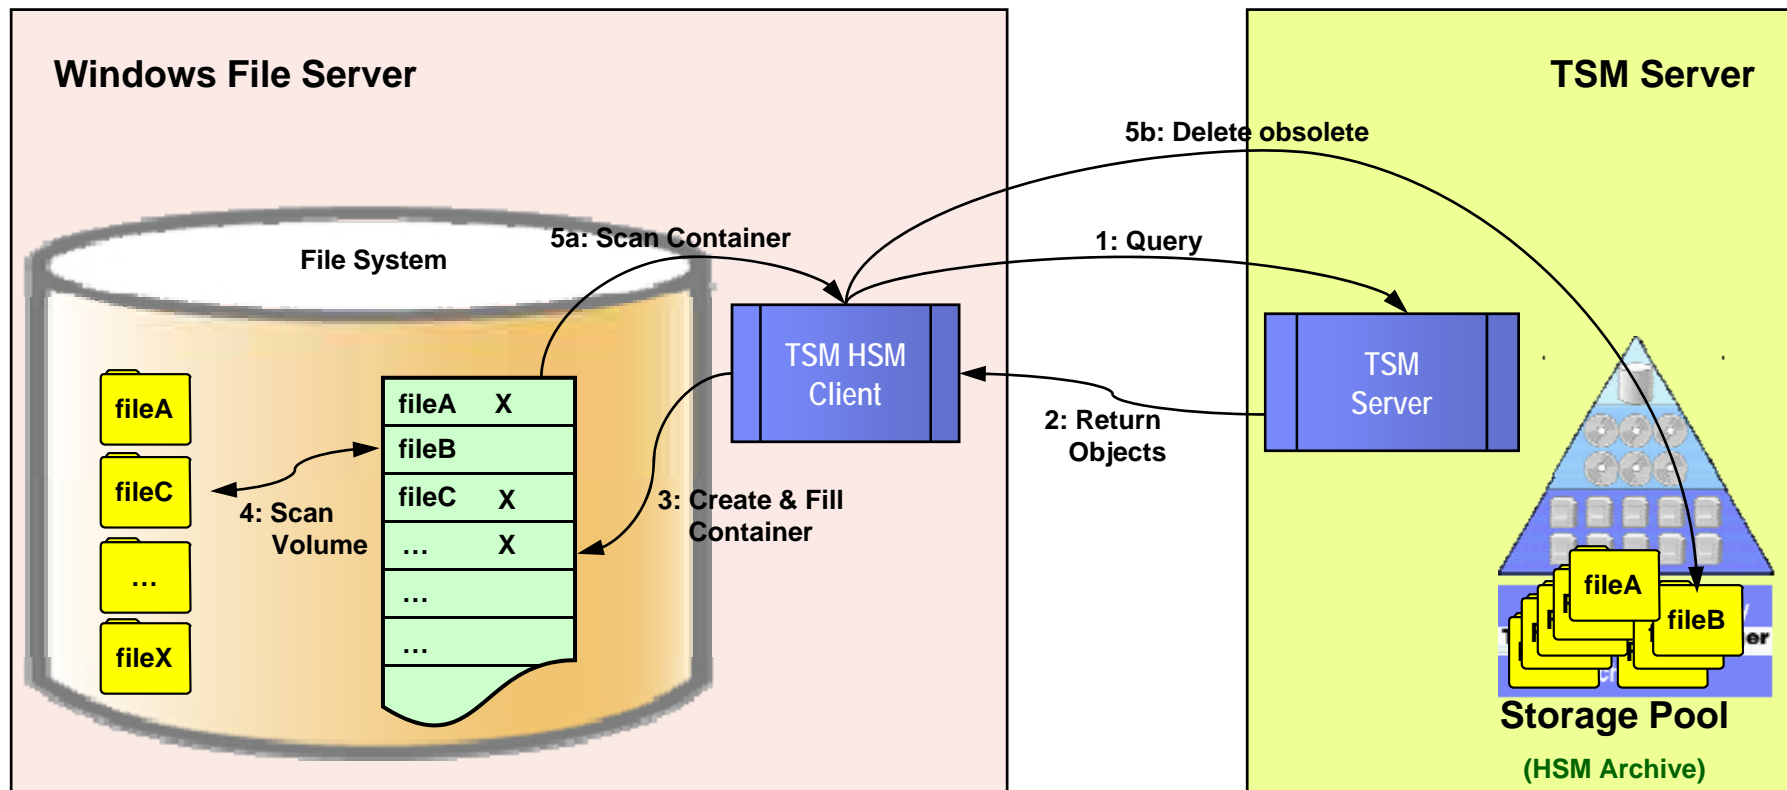 Windows File Server
TSM Server
5b: Delete obsolete
5a: Scan Container
1: Query
File System
TSM HSM
Client
TSM
Server
fileA
fileC
...
fileX
fileA X
fileB
fileC X
... X
...
...
4: Scan
Volume
3: Create & Fill
Container
2: Return
Objects
fileA
fileB
Storage Pool
(HSM Archive)